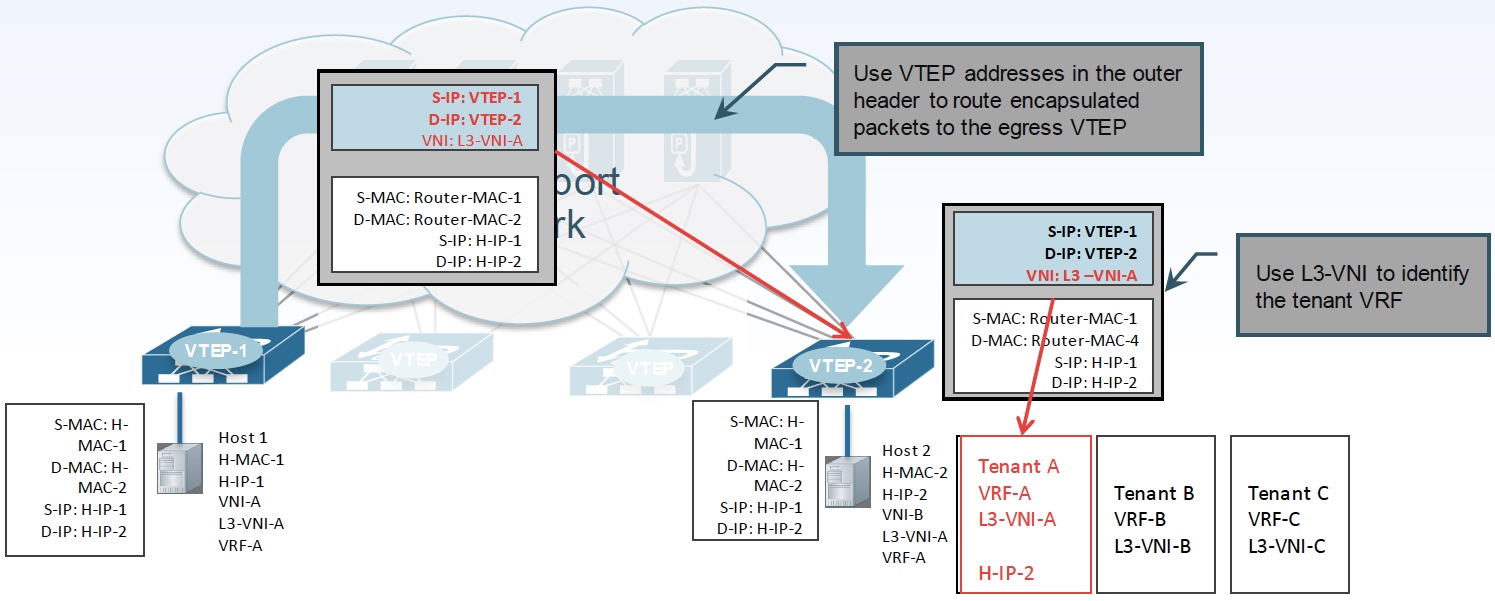 S-IP: VTEP-1
D-IP: VTEP-2
VNI: L3-VNI-A
S-MAC: Router-MAC-1
D-MAC: Router-MAC-2
S-IP: H-IP-1
D-IP: H-IP-2
port
rk
P
P
Use VTEP addresses in the outer
header to route encapsulated
packets to the egress VTEP
S-IP: VTEP-1
D-IP: VTEP-2
VNI: L3 –VNI-A
S-MAC: Router-MAC-1
D-MAC: Router-MAC-4
S-IP: H-IP-1
D-IP: H-IP-2
Use L3-VNI to identify
the tenant VRF
VTEP-1
VTEP
VTEP
VTEP-2
S-MAC: H-
MAC-1
D-MAC: H-
MAC-2
S-IP: H-IP-1
D-IP: H-IP-2
Host 1
H-MAC-1
H-IP-1
VNI-A
L3-VNI-A
VRF-A
S-MAC: H-
MAC-1
D-MAC: H-
MAC-2
S-IP: H-IP-1
D-IP: H-IP-2
Host 2
H-MAC-2
H-IP-2
VNI-B
L3-VNI-A
VRF-A
Tenant A
VRF-A
L3-VNI-A
H-IP-2
Tenant B
VRF-B
L3-VNI-B
Tenant C
VRF-C
L3-VNI-C